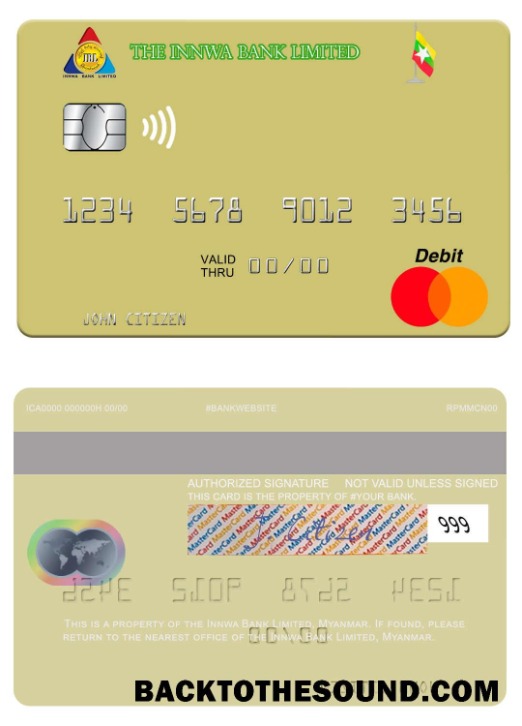 THE INNWA BANK LIMITED
INNWA BANK LIMITED
1234 5678 9012 3456
VALID THRU 00/00
Debit
JOHN CITIZEN
ICA0000:000000H 00/00 #BANKWEBSITE RPMMCN00
AUTHORIZED SIGNATURE NOT VALID UNLESS SIGNED
THIS CARD IS THE PROPERTY OF #YOUR BANK.
999
THIS IS A PROPERTY OF THE INNWA BANK LIMITED, MYANMAR. IF FOUND, PLEASE
RETURN TO THE NEAREST OFFICE OF THE INNWA BANK LIMITED, MYANMAR.
BACKTOTHESOUND.COM